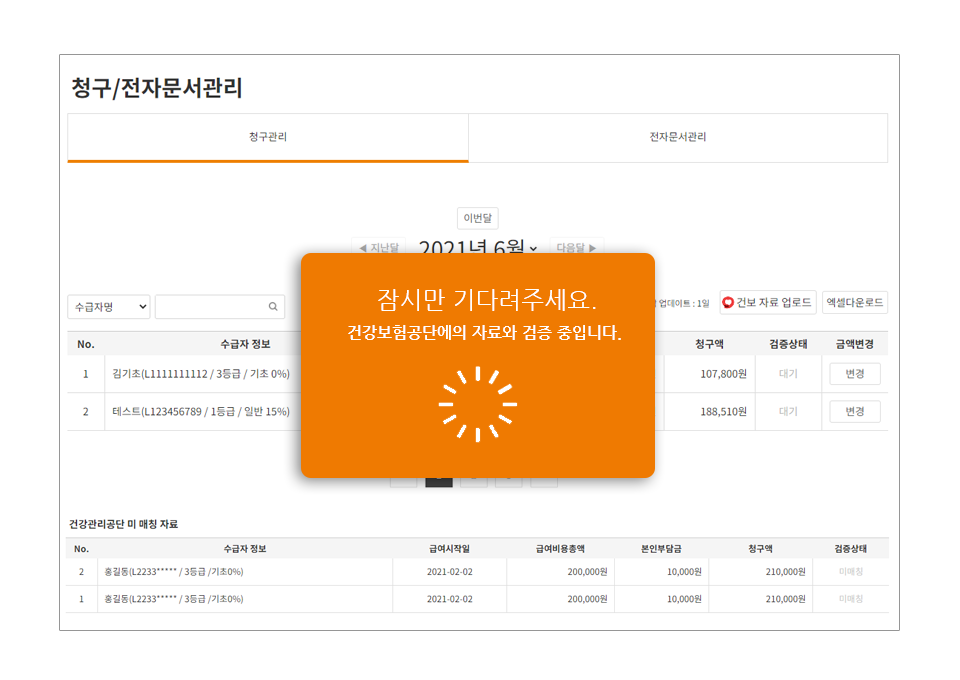 청구/전자문서관리
청구관리 전자문서관리
이번달
◀ 지난달 2021년 6월 다음달 ▶
수급자명 업데이트 : 1일 건보 자료 업로드 엑셀다운로드
잠시만 기다려주세요.
건강보험공단에의 자료와 검증 중입니다.
No. 수급자 정보 청구액 검증상태 금액변경
1 김기초(L1111111112 / 3등급 / 기초 0%) 107,800원 대기 변경
2 테스트(L123456789 / 1등급 / 일반 15%) 188,510원 대기 변경
건강관리공단 미 매칭 자료
No. 수급자 정보 급여시작일 급여비용총액 본인부담금 청구액 검증상태
2 홍길동(L2233***** / 3등급 /기초0%) 2021-02-02 200,000원 10,000원 210,000원 미매칭
1 홍길동(L2233***** / 3등급 /기초0%) 2021-02-02 200,000원 10,000원 210,000원 미매칭